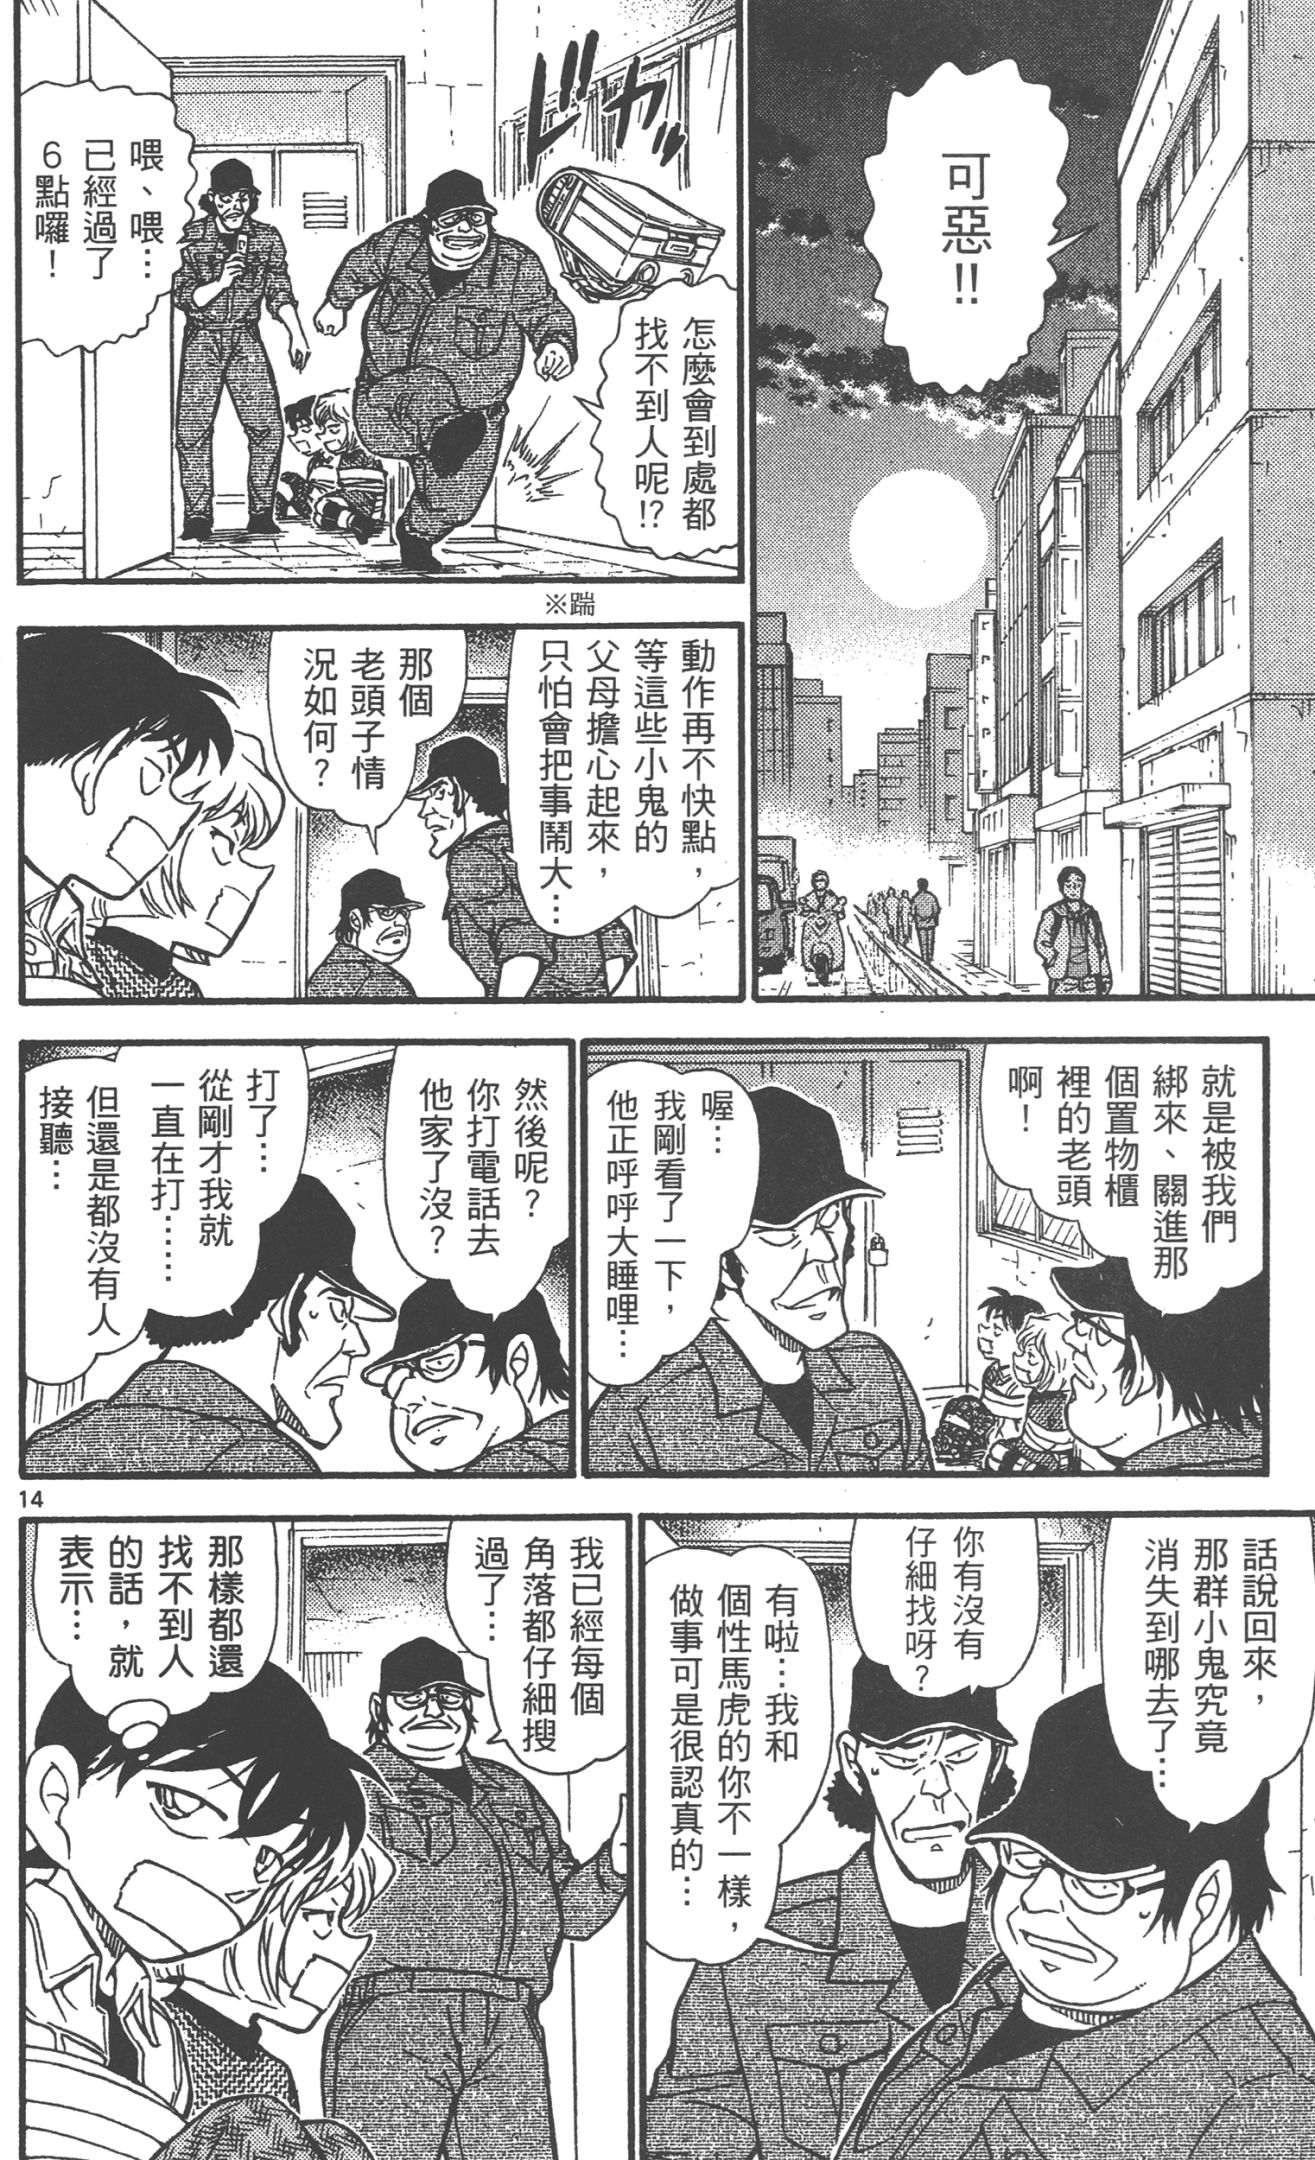 可惡!!
怎麼會到處都
找不到人呢!?
ドヤッ
喂、喂…
已經過了
6點囉！
※踹
動作再不快點，
等這些小鬼的
父母擔心起來，
只怕會把事鬧大…
那個
老頭子情
況如何？
就是被我們
綁來、關進那
個置物櫃
裡的老頭
啊！
喔…
我剛看了一下，
他正呼呼大睡哩…
然後呢？
你打電話去
他家了沒？
打了…
從剛才我就
一直在打……
但還是都沒有人
接聽…
14
話說回來，
那群小鬼究竟
消失到哪去了…
你有沒有
仔細找呀？
有啦…我和
個性馬虎的你不一樣，
做事可是很認真的…
我已經每個
角落都仔細搜
過了…
那樣都還
找不到人
的話，就
表示…